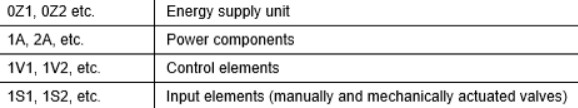 0Z1, 0Z2 etc. Energy supply unit
1A, 2A, etc. Power components
1V1, 1V2, etc. Control elements
1S1, 1S2, etc. Input elements (manually and mechanically actuated valves)